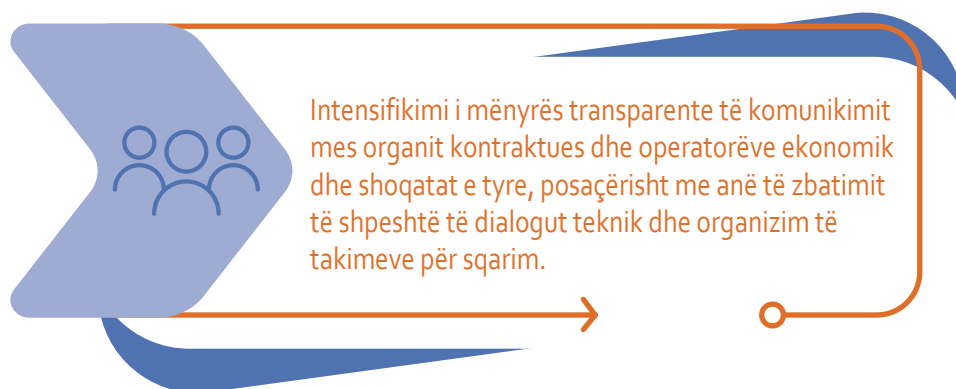 Intensifikimi i mënyrës transparente të komunikimit
mes organit kontraktues dhe operatorëve ekonomik
dhe shoqatat e tyre, posaçërisht me anë të zbatimit
të shpeshtë të dialogut teknik dhe organizim të
takimeve për sqarim.